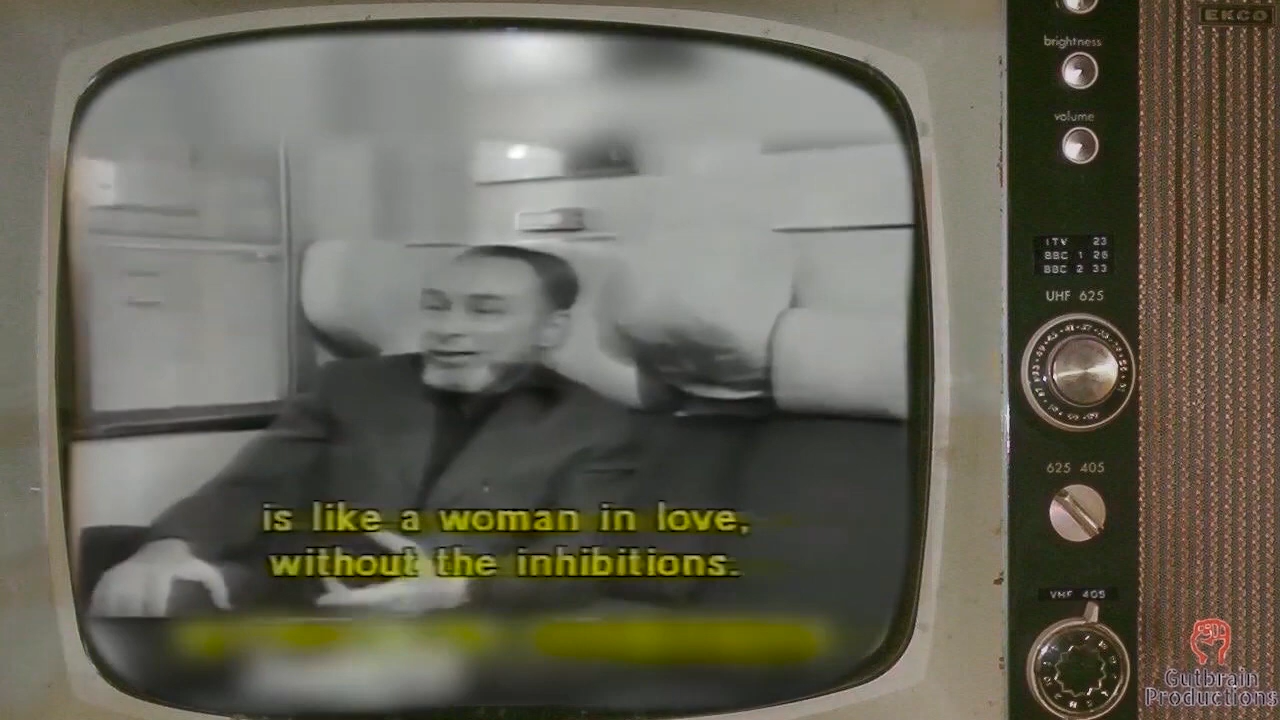 is like a woman in love,
without the inhibitions.
EKCO
brightness
volume
ITV 23
BBC 1 26
BBC 2 33
UHF 625
625 405
VHF 405
Gutbrain
Productions